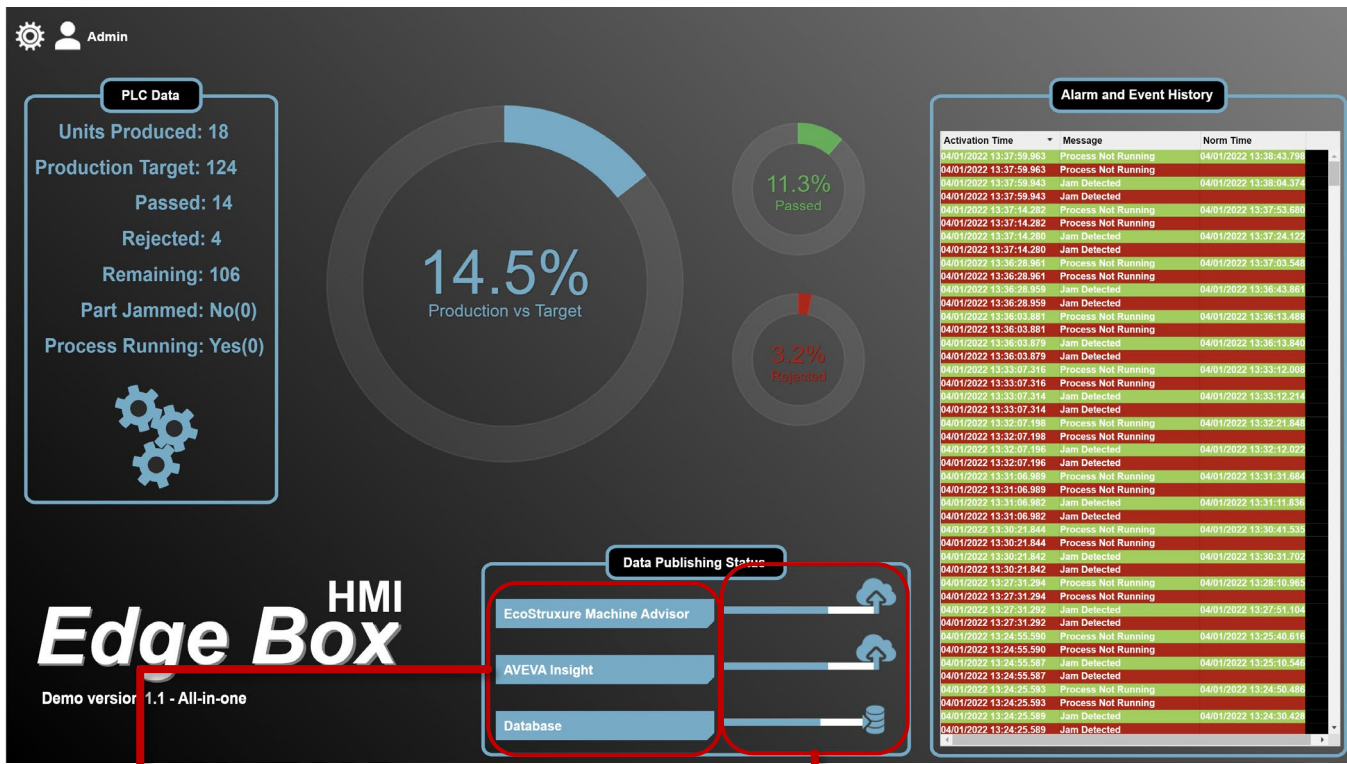 Admin
PLC Data
Units Produced: 18
Production Target: 124
Passed: 14
Rejected: 4
Remaining: 106
Part Jammed: No(0)
Process Running: Yes(0)
14.5%
Production vs Target
11.3%
Passed
3.2%
Rejected
Alarm and Event History
Activation Time Message Norm Time
04/01/2022 13:37:59.963 Process Not Running 04/01/2022 13:38:43.798
04/01/2022 13:37:59.963 Process Not Running
04/01/2022 13:37:59.943 Jam Detected 04/01/2022 13:38:04.374
04/01/2022 13:37:59.943 Jam Detected
04/01/2022 13:37:14.282 Process Not Running 04/01/2022 13:37:53.680
04/01/2022 13:37:14.282 Process Not Running
04/01/2022 13:37:14.280 Jam Detected 04/01/2022 13:37:24.122
04/01/2022 13:37:14.280 Jam Detected
04/01/2022 13:36:28.961 Process Not Running 04/01/2022 13:37:03.548
04/01/2022 13:36:28.961 Process Not Running
04/01/2022 13:36:28.959 Jam Detected 04/01/2022 13:36:43.861
04/01/2022 13:36:28.959 Jam Detected
04/01/2022 13:36:03.881 Process Not Running 04/01/2022 13:36:13.488
04/01/2022 13:36:03.881 Process Not Running
04/01/2022 13:36:03.879 Jam Detected 04/01/2022 13:36:13.840
04/01/2022 13:36:03.879 Jam Detected
04/01/2022 13:33:07.316 Process Not Running 04/01/2022 13:33:12.008
04/01/2022 13:33:07.316 Process Not Running
04/01/2022 13:33:07.314 Jam Detected 04/01/2022 13:33:12.214
04/01/2022 13:33:07.314 Jam Detected
04/01/2022 13:32:07.198 Process Not Running 04/01/2022 13:32:21.848
04/01/2022 13:32:07.198 Process Not Running
04/01/2022 13:32:07.196 Jam Detected 04/01/2022 13:32:12.022
04/01/2022 13:32:07.196 Jam Detected
04/01/2022 13:31:06.989 Process Not Running 04/01/2022 13:31:31.684
04/01/2022 13:31:06.989 Process Not Running
04/01/2022 13:31:06.982 Jam Detected 04/01/2022 13:31:11.836
04/01/2022 13:31:06.982 Jam Detected
04/01/2022 13:30:21.844 Process Not Running 04/01/2022 13:30:41.535
04/01/2022 13:30:21.844 Process Not Running
04/01/2022 13:30:21.842 Jam Detected 04/01/2022 13:30:31.702
04/01/2022 13:30:21.842 Jam Detected
04/01/2022 13:27:31.294 Process Not Running 04/01/2022 13:28:10.965
04/01/2022 13:27:31.294 Process Not Running
04/01/2022 13:27:31.292 Jam Detected 04/01/2022 13:27:51.104
04/01/2022 13:27:31.292 Jam Detected
04/01/2022 13:24:55.590 Process Not Running 04/01/2022 13:25:40.616
04/01/2022 13:24:55.590 Process Not Running
04/01/2022 13:24:55.587 Jam Detected 04/01/2022 13:25:10.546
04/01/2022 13:24:55.587 Jam Detected
04/01/2022 13:24:25.593 Process Not Running 04/01/2022 13:24:50.486
04/01/2022 13:24:25.593 Process Not Running
04/01/2022 13:24:25.589 Jam Detected 04/01/2022 13:24:30.428
04/01/2022 13:24:25.589 Jam Detected
HMI
Edge Box
Demo version 1.1 - All-in-one
Data Publishing Status
EcoStruxure Machine Advisor
AVEVA Insight
Database